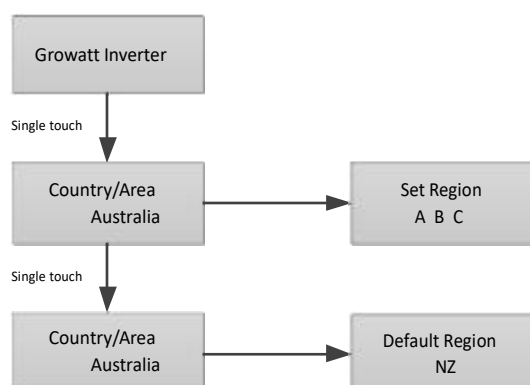 Growatt Inverter
Single touch
Country/Area
Australia
Set Region
A B C
Single touch
Country/Area
Australia
Default Region
NZ